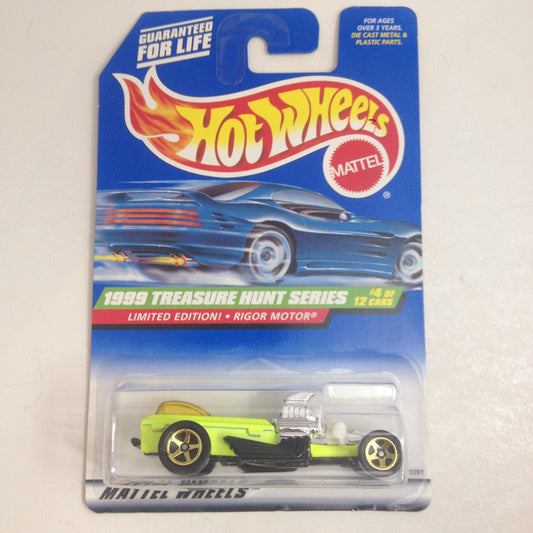 GUARANTEED
FOR LIFE
FOR AGES
OVER 3 YEARS.
DIE CAST METAL &
PLASTIC PARTS.
HOT WHEELS
MATTEL
®
1999 TREASURE HUNT SERIES
#4 OF
12 CARS
LIMITED EDITION! • RIGOR MOTOR®
1091
MATTEL WHEELS™